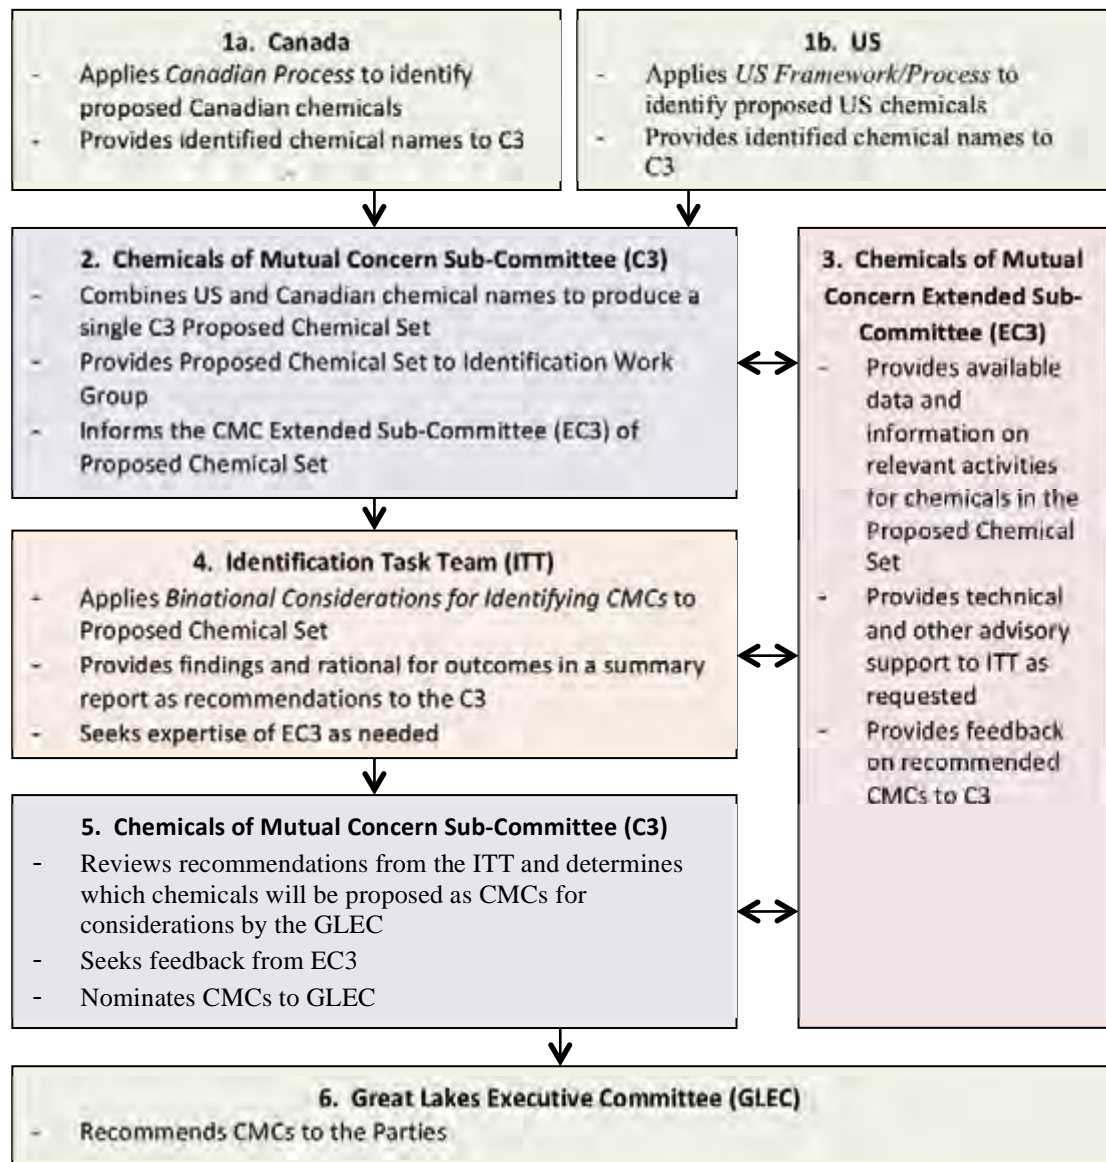 1a. Canada
- Applies Canadian Process to identify
proposed Canadian chemicals
- Provides identified chemical names to C3
1b. US
- Applies US Framework/Process to
identify proposed US chemicals
- Provides identified chemical names to
C3
2. Chemicals of Mutual Concern Sub-Committee (C3)
- Combines US and Canadian chemical names to produce a
single C3 Proposed Chemical Set
- Provides Proposed Chemical Set to Identification Work
Group
- Informs the CMC Extended Sub-Committee (EC3) of
Proposed Chemical Set
3. Chemicals of Mutual
Concern Extended Sub-
Committee (EC3)
- Provides available
data and
information on
relevant activities
for chemicals in the
Proposed Chemical
Set
- Provides technical
and other advisory
support to ITT as
requested
- Provides feedback
on recommended
CMCs to C3
4. Identification Task Team (ITT)
- Applies Binational Considerations for Identifying CMCs to
Proposed Chemical Set
- Provides findings and rational for outcomes in a summary
report as recommendations to the C3
- Seeks expertise of EC3 as needed
5. Chemicals of Mutual Concern Sub-Committee (C3)
- Reviews recommendations from the ITT and determines
which chemicals will be proposed as CMCs for
considerations by the GLEC
- Seeks feedback from EC3
- Nominates CMCs to GLEC
6. Great Lakes Executive Committee (GLEC)
- Recommends CMCs to the Parties